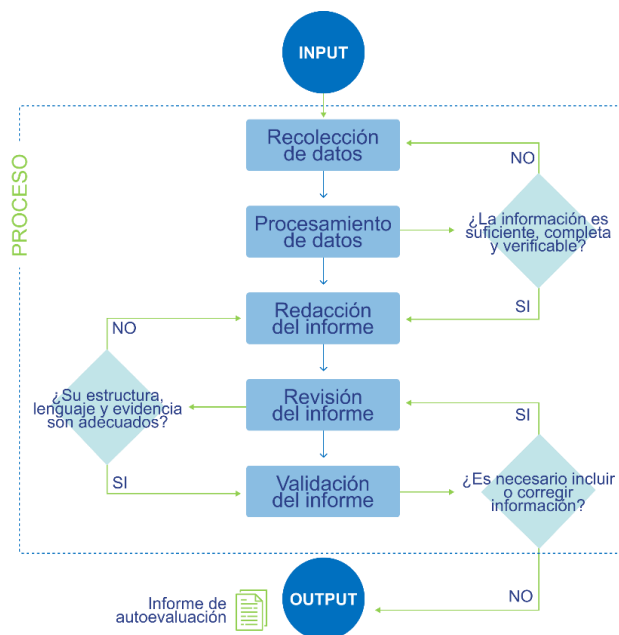 INPUT
PROCESO
Recolección
de datos
NO
Procesamiento
de datos
¿La información es
suficiente, completa
y verificable?
SI
Redacción
del informe
NO
¿Su estructura,
lenguaje y evidencia
son adecuados?
Revisión
del informe
SI
SI
Validación
del informe
¿Es necesario incluir
o corregir
información?
NO
OUTPUT
Informe de
autoevaluación